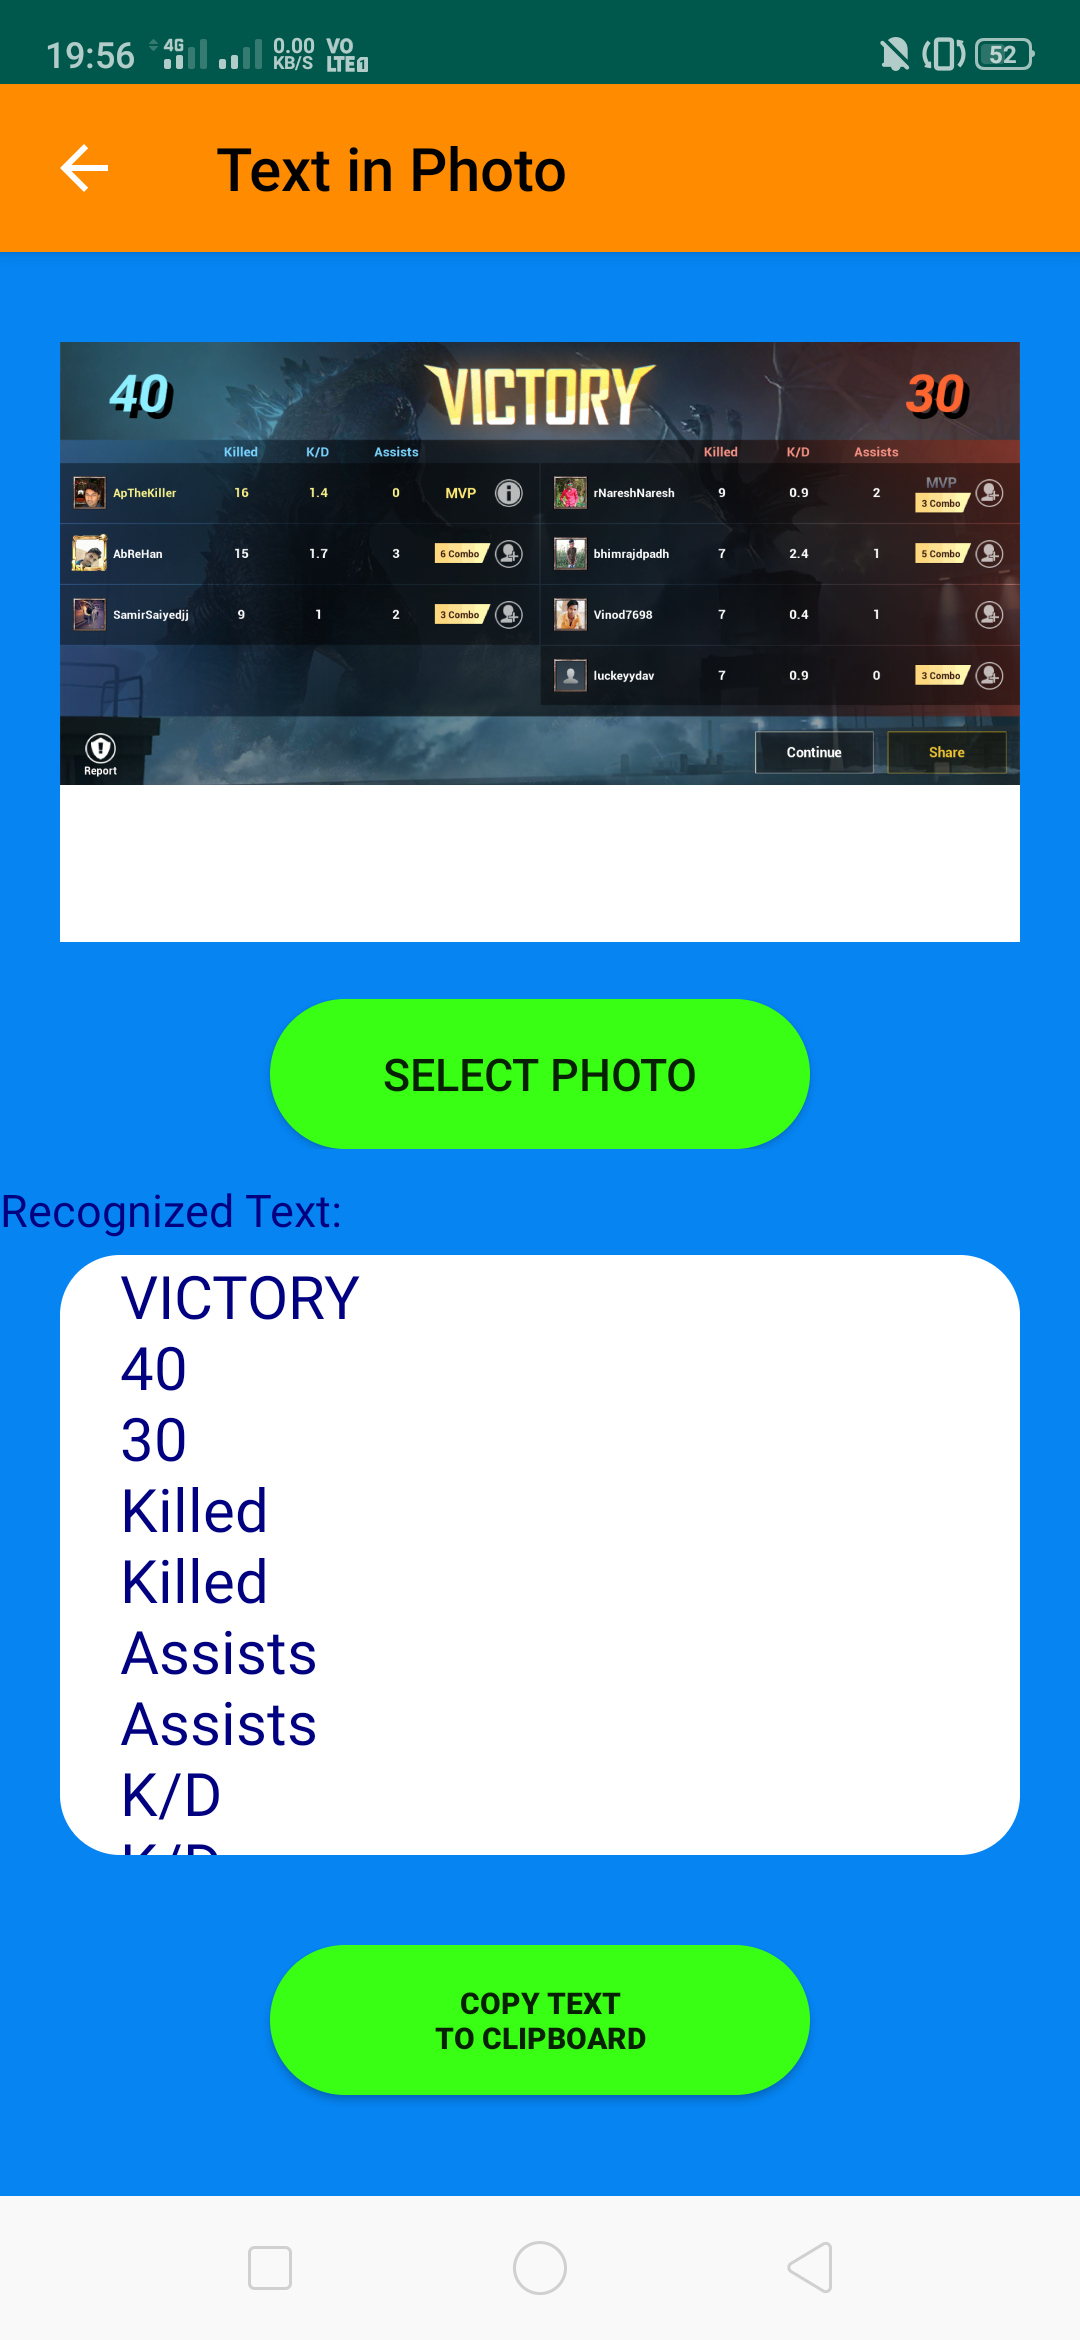 19:56 4G 0.00 KB/S VO LTE1 52
Text in Photo
40 VICTORY 30
Killed K/D Assists Killed K/D Assists
ApTheKiller 16 1.4 0 MVP rNareshNaresh 9 0.9 2 MVP 3 Combo
AbReHan 15 1.7 3 6 Combo bhimrajdpadh 7 2.4 1 5 Combo
SamirSaiyedjj 9 1 2 3 Combo Vinod7698 7 0.4 1
luckeyydav 7 0.9 0 3 Combo
Report Continue Share
SELECT PHOTO
Recognized Text:
VICTORY
40
30
Killed
Killed
Assists
Assists
K/D
K/D
COPY TEXT
TO CLIPBOARD